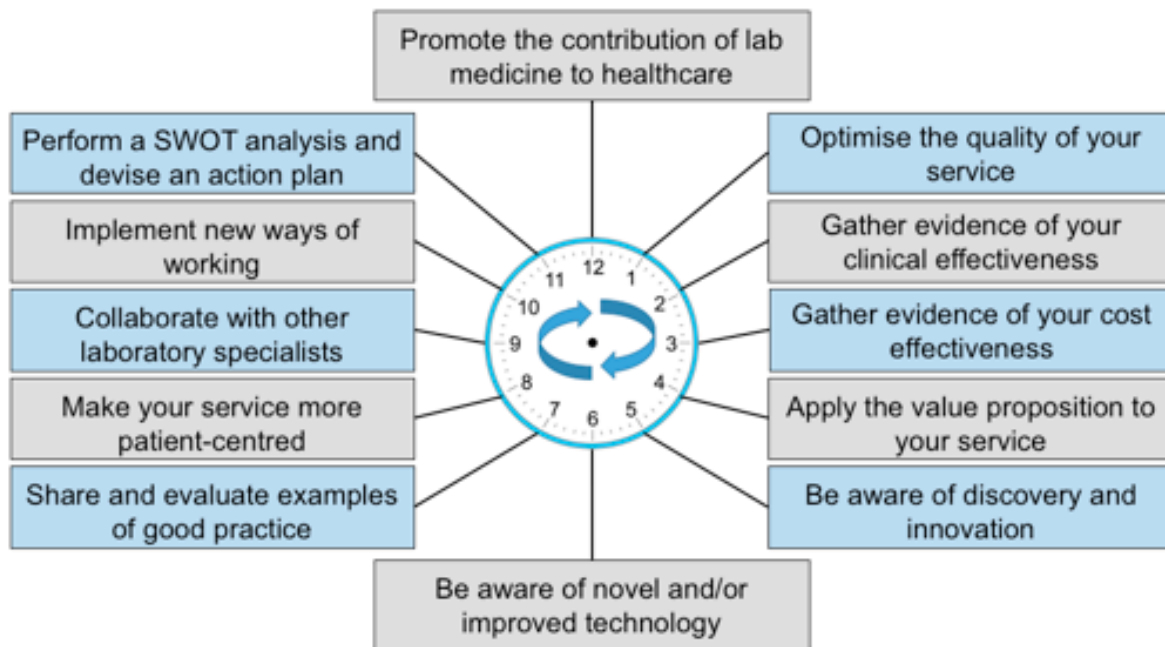 Promote the contribution of lab
medicine to healthcare
Perform a SWOT analysis and
devise an action plan
Implement new ways of
working
Collaborate with other
laboratory specialists
Make your service more
patient-centred
Share and evaluate examples
of good practice
12
1
2
3
4
5
6
7
8
9
10
11
Optimise the quality of your
service
Gather evidence of your
clinical effectiveness
Gather evidence of your cost
effectiveness
Apply the value proposition to
your service
Be aware of discovery and
innovation
Be aware of novel and/or
improved technology